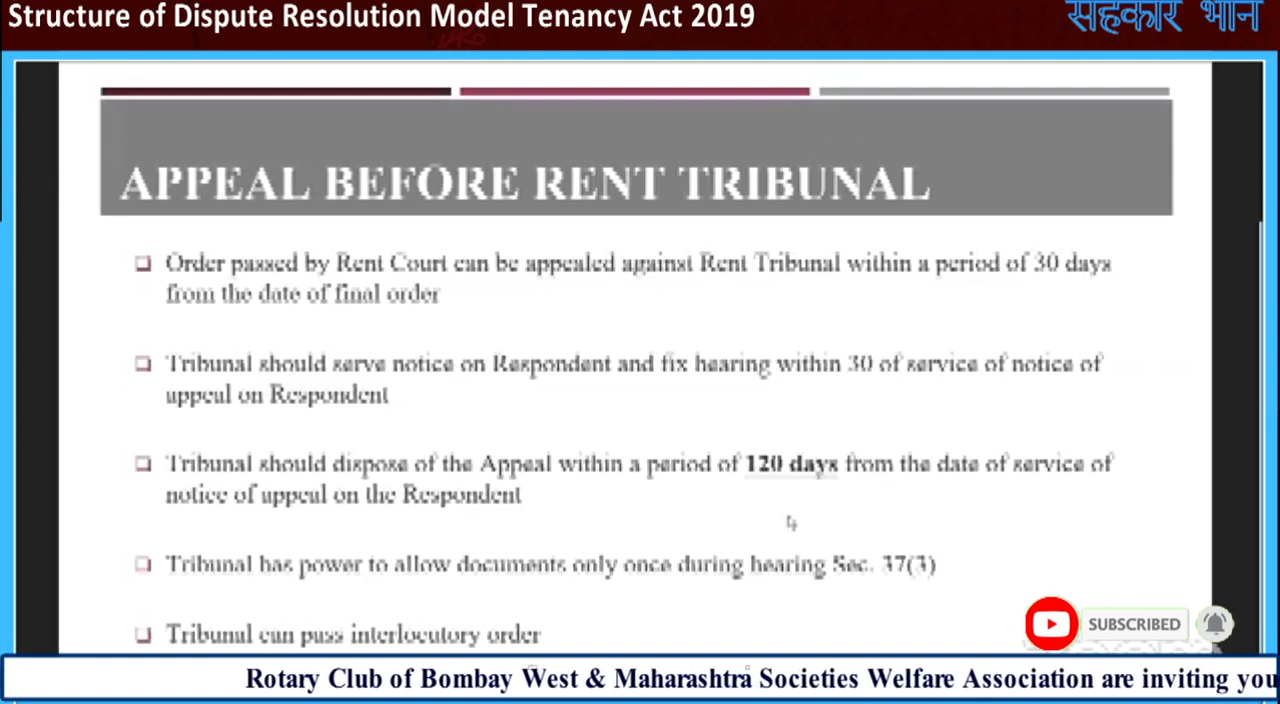 Structure of Dispute Resolution Model Tenancy Act 2019
सहकार भान
APPEAL BEFORE RENT TRIBUNAL
Order passed by Rent Court can be appealed against Rent Tribunal within a period of 30 days
from the date of final order
Tribunal should serve notice on Respondent and fix hearing within 30 of service of notice of
appeal on Respondent
Tribunal should dispose of the Appeal within a period of 120 days from the date of service of
notice of appeal on the Respondent
Tribunal has power to allow documents only once during hearing Sec. 37(3)
Tribunal can pass interlocutory order
SUBSCRIBED
Rotary Club of Bombay West & Maharashtra Societies Welfare Association are inviting you